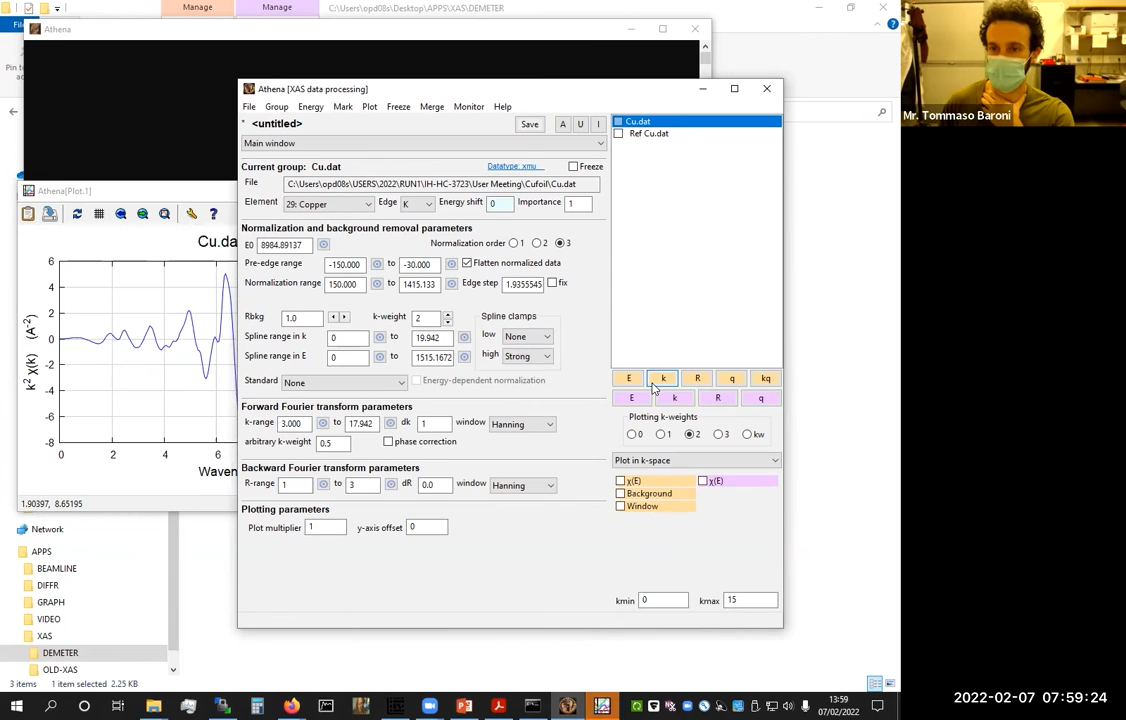 Manage
Manage
C:\Users\opd08s\Desktop\APPS\XAS\DEMETER
Athena
Athena [XAS data processing]
File Group Energy Mark Plot Freeze Merge Monitor Help
* <untitled>
Save
A U I
Main window
Current group: Cu.dat
Datatype: xmu
Freeze
File C:\Users\opd08s\USERS\2022\RUN1\IH-HC-3723\User Meeting\Cufoil\Cu.dat
Element 29: Copper Edge K Energy shift 0 Importance 1
Normalization and background removal parameters
E0 8984.89137 Normalization order 1 2 3
Pre-edge range -150.000 to -30.000 Flatten normalized data
Normalization range 150.000 to 1415.133 Edge step 1.9355545 fix
Rbkg 1.0 k-weight 2 Spline clamps
Spline range in k 0 to 19.942 low None
Spline range in E 0 to 1515.1672 high Strong
Standard None Energy-dependent normalization
Forward Fourier transform parameters
k-range 3.000 to 17.942 dk 1 window Hanning
arbitrary k-weight 0.5 phase correction
Backward Fourier transform parameters
R-range 1 to 3 dR 0.0 window Hanning
Plotting parameters
Plot multiplier 1 y-axis offset 0
Cu.dat
Ref Cu.dat
E k R q kq
E k R q
Plotting k-weights
0 1 2 3 kw
Plot in k-space
χ(E) χ(E)
Background
Window
kmin 0 kmax 15
Athena[Plot.1]
Cu.da
k² χ(k) (Å⁻²)
6
4
2
0
-2
-4
-6
-8
0 2 4 6
Waven
1.90397, 8.65195
Network
APPS
BEAMLINE
DIFFR
GRAPH
VIDEO
XAS
DEMETER
OLD-XAS
3 items 1 item selected 2.25 KB
13:59
07/02/2022
Mr. Tommaso Baroni
2022-02-07 07:59:24